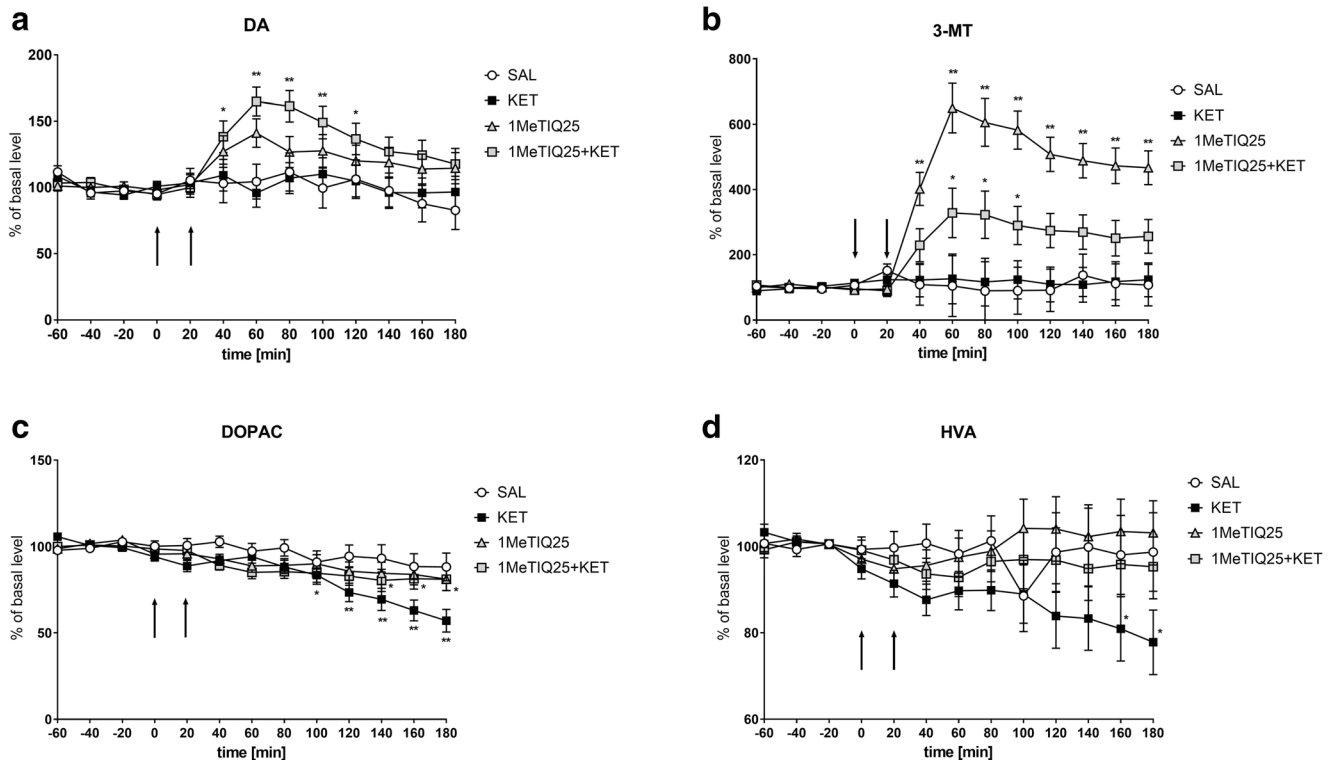 a
DA
200
150
100
50
0
% of basal level
-60 -40 -20 0 20 40 60 80 100 120 140 160 180
time [min]
* ** ** ** *
SAL
KET
1MeTIQ25
1MeTIQ25+KET
b
3-MT
800
600
400
200
0
% of basal level
-60 -40 -20 0 20 40 60 80 100 120 140 160 180
time [min]
** ** ** ** ** ** ** **
* * *
SAL
KET
1MeTIQ25
1MeTIQ25+KET
c
DOPAC
150
100
50
0
% of basal level
-60 -40 -20 0 20 40 60 80 100 120 140 160 180
time [min]
* * *
* ** ** ** **
SAL
KET
1MeTIQ25
1MeTIQ25+KET
d
HVA
120
100
80
60
% of basal level
-60 -40 -20 0 20 40 60 80 100 120 140 160 180
time [min]
* *
SAL
KET
1MeTIQ25
1MeTIQ25+KET